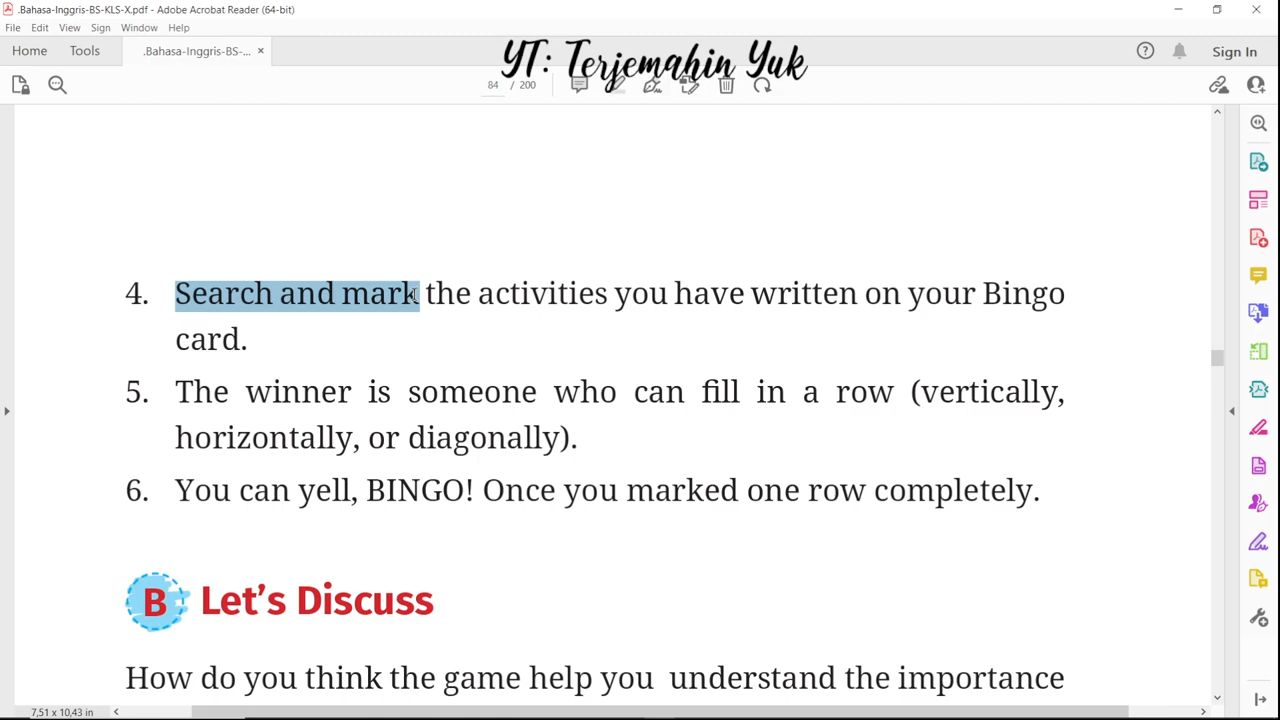 .Bahasa-Inggris-BS-KLS-X.pdf - Adobe Acrobat Reader (64-bit)
File Edit View Sign Window Help
Home Tools .Bahasa-Inggris-BS-... × Sign In
YT: Terjemahin Yuk
84 / 200
4. Search and mark the activities you have written on your Bingo
card.
5. The winner is someone who can fill in a row (vertically,
horizontally, or diagonally).
6. You can yell, BINGO! Once you marked one row completely.
B Let's Discuss
How do you think the game help you understand the importance
7,51 x 10,43 in